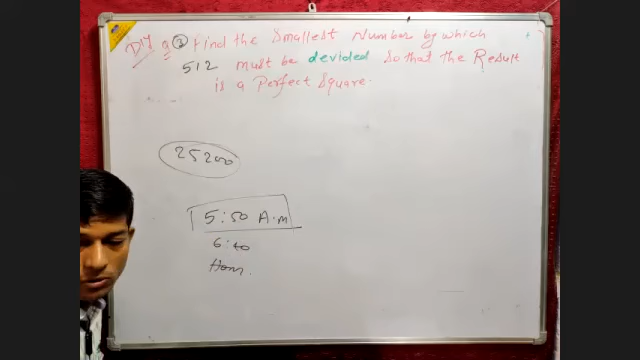 DIY Q ② Find the Smallest Number by which
512 must be devided So that the Result
is a Perfect Square.
25200
5:50 A.m
6:40
Hom.